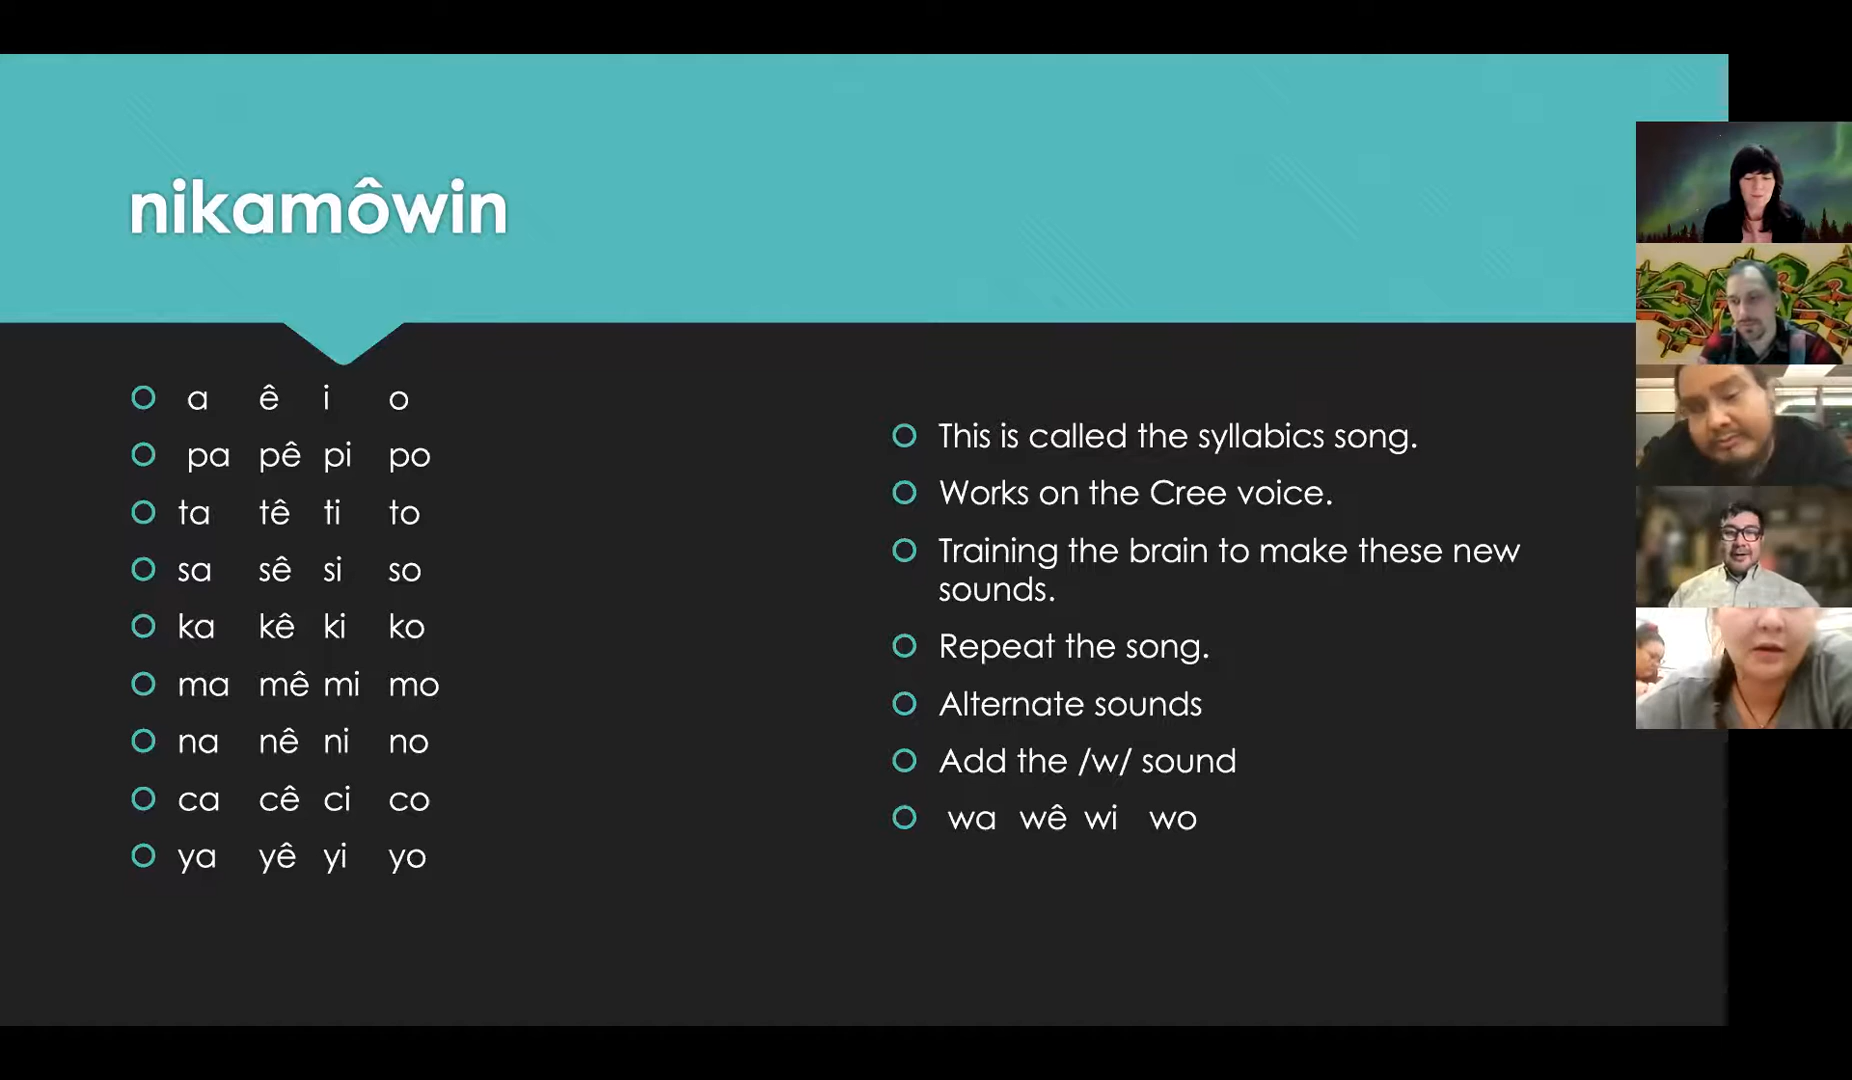 nikamôwin
a ê i o
pa pê pi po
ta tê ti to
sa sê si so
ka kê ki ko
ma mê mi mo
na nê ni no
ca cê ci co
ya yê yi yo
This is called the syllabics song.
Works on the Cree voice.
Training the brain to make these new
sounds.
Repeat the song.
Alternate sounds
Add the /w/ sound
wa wê wi wo